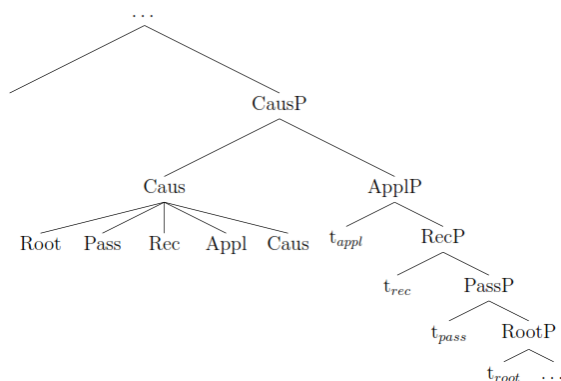 ...
CausP
Caus ApplP
Root Pass Rec Appl Caus t_appl RecP
t_rec PassP
t_pass RootP
t_root ...